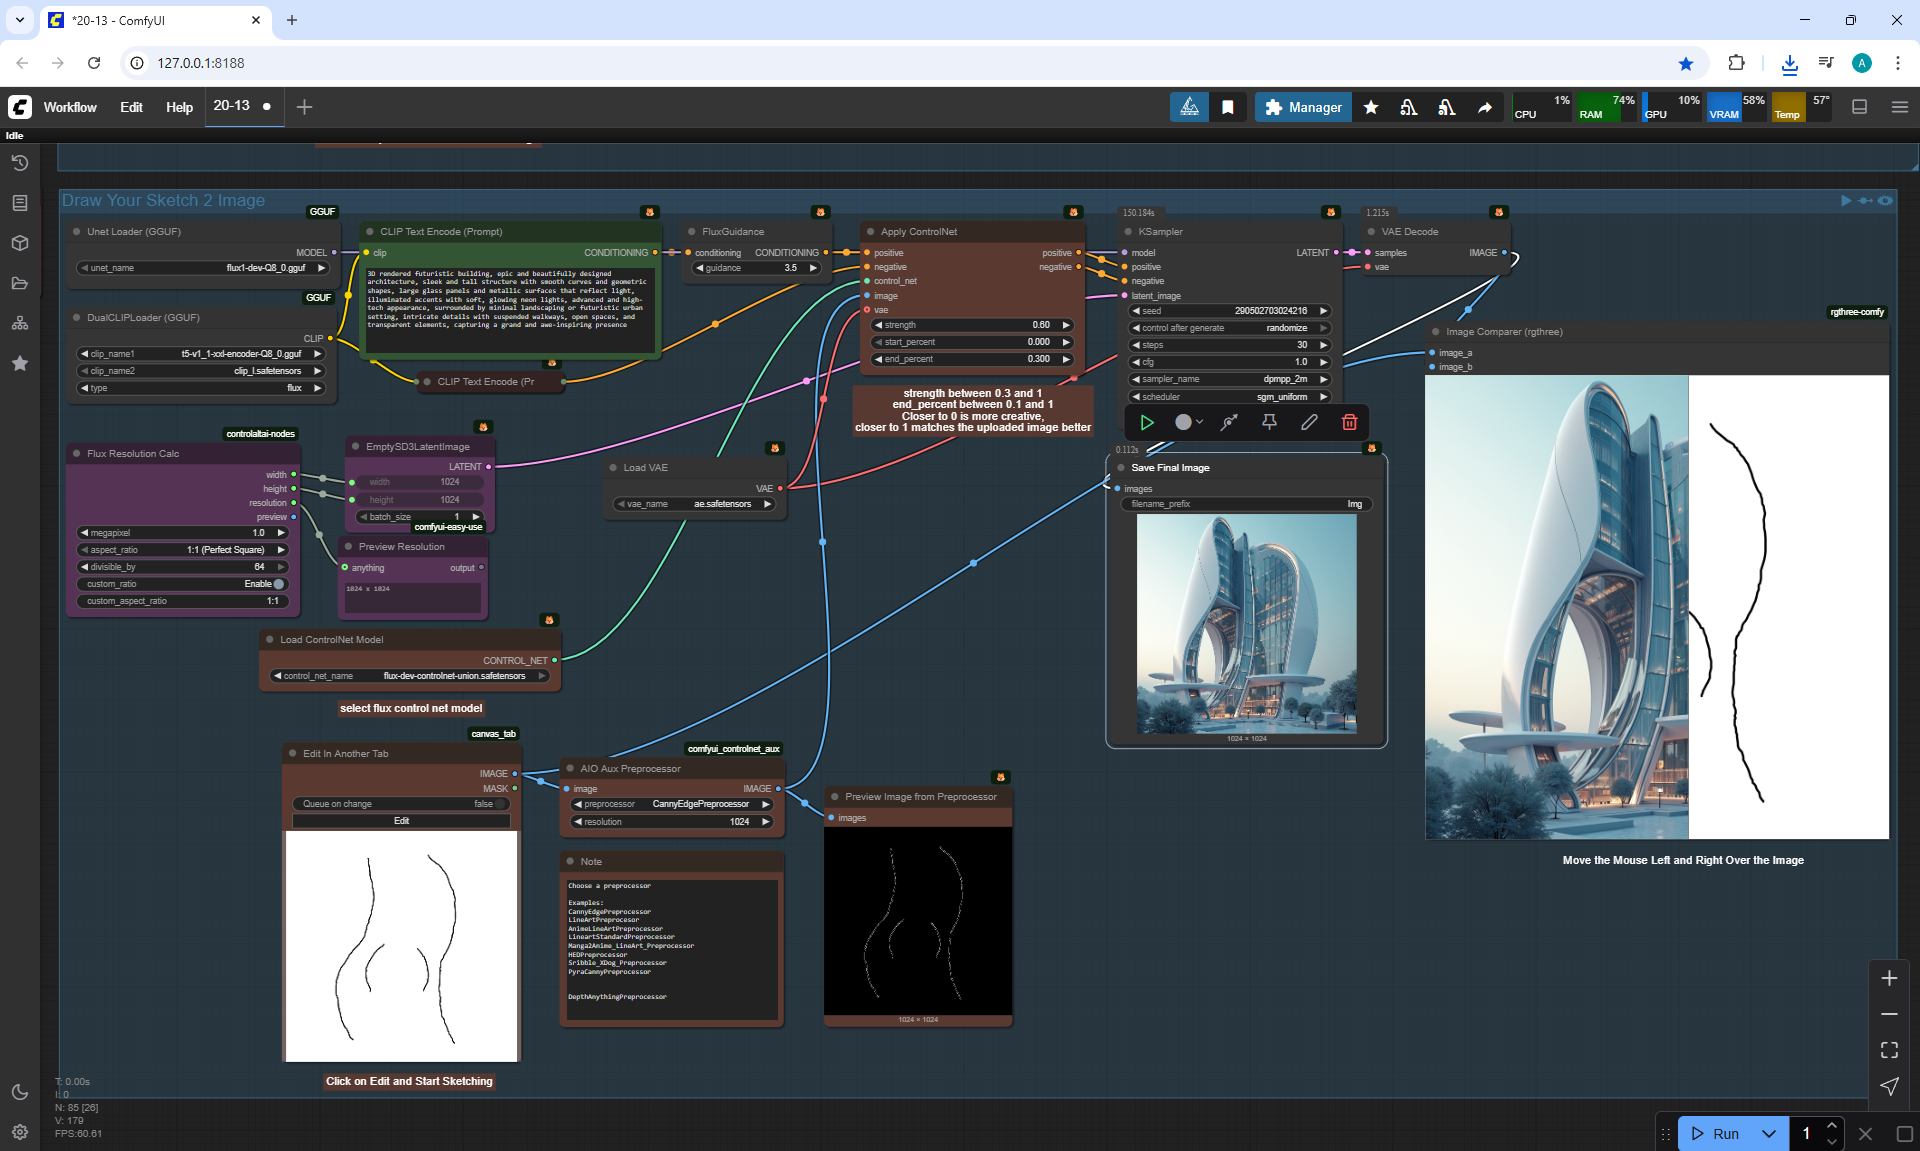 *20-13 - ComfyUI
127.0.0.1:8188
Workflow Edit Help 20-13
Manager
CPU 1%
RAM 74%
GPU 10%
VRAM 58%
Temp 57°
Idle
Draw Your Sketch 2 Image
GGUF
Unet Loader (GGUF)
MODEL
unet_name flux1-dev-Q8_0.gguf
GGUF
DualCLIPLoader (GGUF)
CLIP
clip_name1 t5-v1_1-xxl-encoder-Q8_0.gguf
clip_name2 clip_l.safetensors
type flux
CLIP Text Encode (Prompt)
clip CONDITIONING
3D rendered futuristic building, epic and beautifully designed
architecture, sleek and tall structure with smooth curves and geometric
shapes, large glass panels and metallic surfaces that reflect light,
illuminated accents with soft, glowing neon lights, advanced and high-
tech appearance, surrounded by minimal landscaping or futuristic urban
setting, intricate details with suspended walkways, open spaces, and
transparent elements, capturing a grand and awe-inspiring presence
CLIP Text Encode (Pr
FluxGuidance
conditioning CONDITIONING
guidance 3.5
Apply ControlNet
positive positive
negative negative
control_net
image
vae
strength 0.60
start_percent 0.000
end_percent 0.300
strength between 0.3 and 1
end_percent between 0.1 and 1
Closer to 0 is more creative,
closer to 1 matches the uploaded image better
150.184s
KSampler
model LATENT
positive
negative
latent_image
seed 290502703024216
control after generate randomize
steps 30
cfg 1.0
sampler_name dpmpp_2m
scheduler sgm_uniform
1.215s
VAE Decode
samples IMAGE
vae
rgthree-comfy
Image Comparer (rgthree)
image_a
image_b
Move the Mouse Left and Right Over the Image
controlaltai-nodes
Flux Resolution Calc
width
height
resolution
preview
megapixel 1.0
aspect_ratio 1:1 (Perfect Square)
divisible_by 64
custom_ratio Enable
custom_aspect_ratio 1:1
EmptySD3LatentImage
LATENT
width 1024
height 1024
batch_size 1
comfyui-easy-use
Preview Resolution
anything output
1024 x 1024
Load VAE
VAE
vae_name ae.safetensors
0.112s
Save Final Image
images
filename_prefix Img
1024 × 1024
Load ControlNet Model
CONTROL_NET
control_net_name flux-dev-controlnet-union.safetensors
select flux control net model
canvas_tab
Edit In Another Tab
IMAGE
MASK
Queue on change false
Edit
Click on Edit and Start Sketching
comfyui_controlnet_aux
AIO Aux Preprocessor
image IMAGE
preprocessor CannyEdgePreprocessor
resolution 1024
Note
Choose a preprocessor
Examples:
CannyEdgePreprocessor
LineArtPreprocesor
AnimeLineArtPreprocessor
LineartStandardPreprocessor
Manga2Anime_LineArt_Preprocessor
HEDPreprocessor
Sribble_XDog_Preprocessor
PyraCannyPreprocessor
DepthAnythingPreprocessor
Preview Image from Preprocessor
images
1024 × 1024
T: 0.00s
I: 0
N: 85 [26]
V: 179
FPS:60.61
Run 1
A